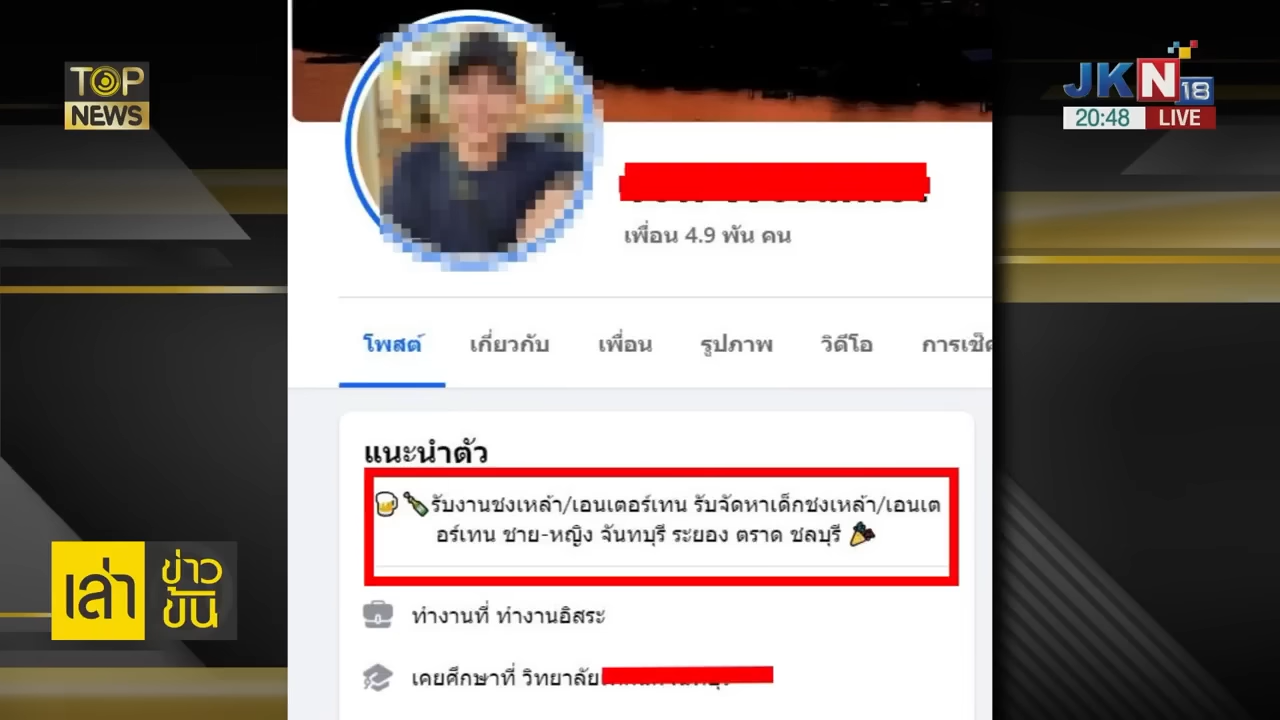 TOP
NEWS
JKN18
20:48 LIVE
เพื่อน 4.9 พัน คน
โพสต์ เกี่ยวกับ เพื่อน รูปภาพ วิดีโอ การเช็ค
แนะนำตัว
🍺🍾รับงานชงเหล้า/เอนเตอร์เทน รับจัดหาเด็กชงเหล้า/เอนเต
อร์เทน ชาย-หญิง จันทบุรี ระยอง ตราด ชลบุรี 🎉
ทำงานที่ ทำงานอิสระ
เคยศึกษาที่ วิทยาลัย
เล่า
ข่าว
ข้น